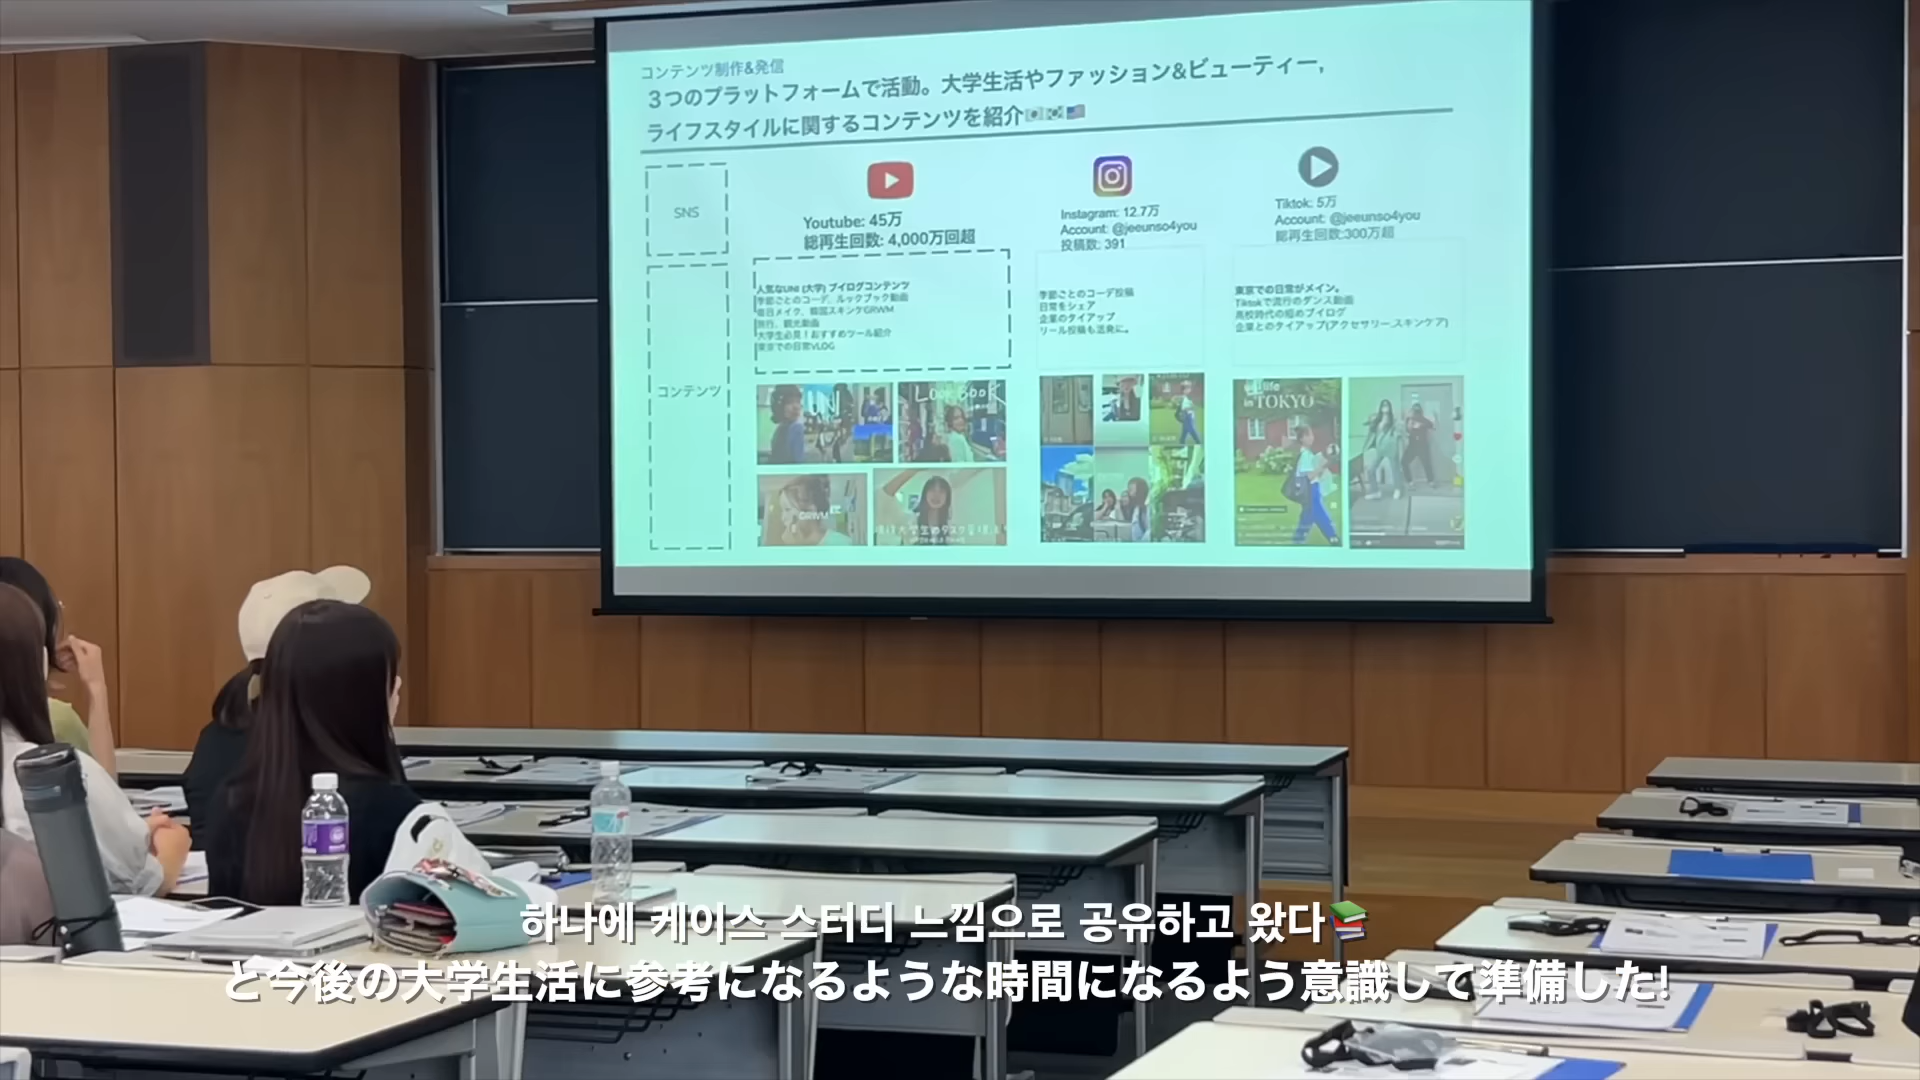 コンテンツ制作&発信
３つのプラットフォームで活動。大学生活やファッション&ビューティー,
ライフスタイルに関するコンテンツを紹介
SNS
Youtube: 45万
総再生回数: 4,000万回超
Instagram: 12.7万
Account: @jeeunso4you
投稿数: 391
Tiktok: 5万
Account: @jeeunso4you
総再生回数:300万超
コンテンツ
人気なUNI (大学) ブイログコンテンツ
季節ごとのコーデ、ルックブック動画
毎日メイク、韓国スキンケGRWM
旅行、観光動画
大学生必見！おすすめツール紹介
東京での日常VLOG
季節ごとのコーデ投稿
日常をシェア
企業のタイアップ
リール投稿も活発に。
東京での日常がメイン。
Tiktokで流行のダンス動画
高校時代の短めブイログ
企業とのタイアップ(アクセサリー,スキンケア)
UNI
LOOKBOOK
GRWM
life
in TOKYO
하나에 케이스 스터디 느낌으로 공유하고 왔다📚
と今後の大学生活に参考になるような時間になるよう意識して準備した!